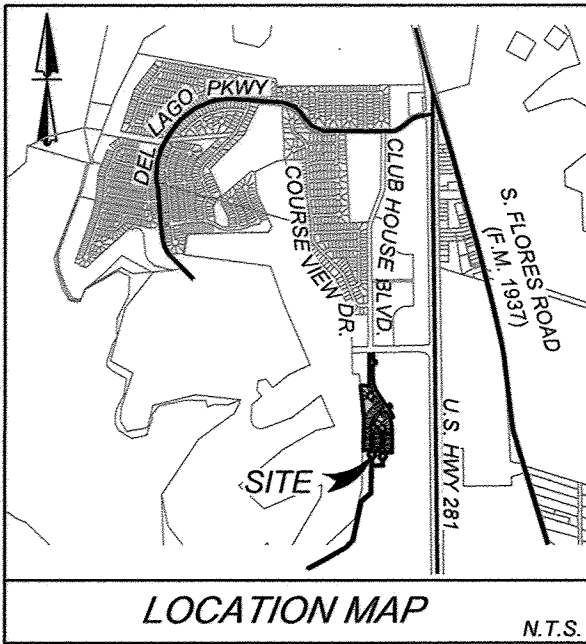 DEL LAGO PKWY
COURSE VIEW DR.
CLUB HOUSE BLVD.
S. FLORES ROAD
(F.M. 1937)
U.S. HWY 281
SITE
LOCATION MAP
N.T.S.